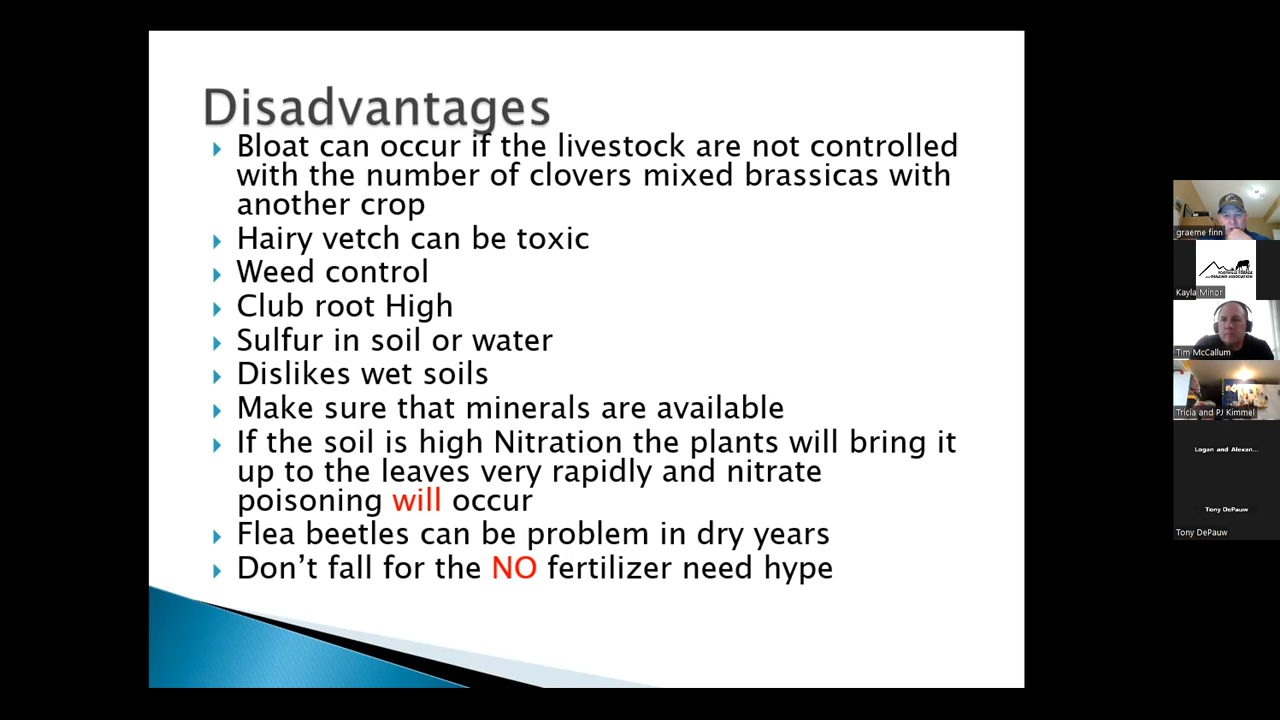 Disadvantages
Bloat can occur if the livestock are not controlled
with the number of clovers mixed brassicas with
another crop
Hairy vetch can be toxic
Weed control
Club root High
Sulfur in soil or water
Dislikes wet soils
Make sure that minerals are available
If the soil is high Nitration the plants will bring it
up to the leaves very rapidly and nitrate
poisoning will occur
Flea beetles can be problem in dry years
Don't fall for the NO fertilizer need hype
graeme finn
FOOTHILLS FORAGE
AND GRAZING ASSOCIATION
Kayla Minor
Tim McCallum
Tricia and PJ Kimmel
Logan and Alexan...
Tony DePauw
Tony DePauw